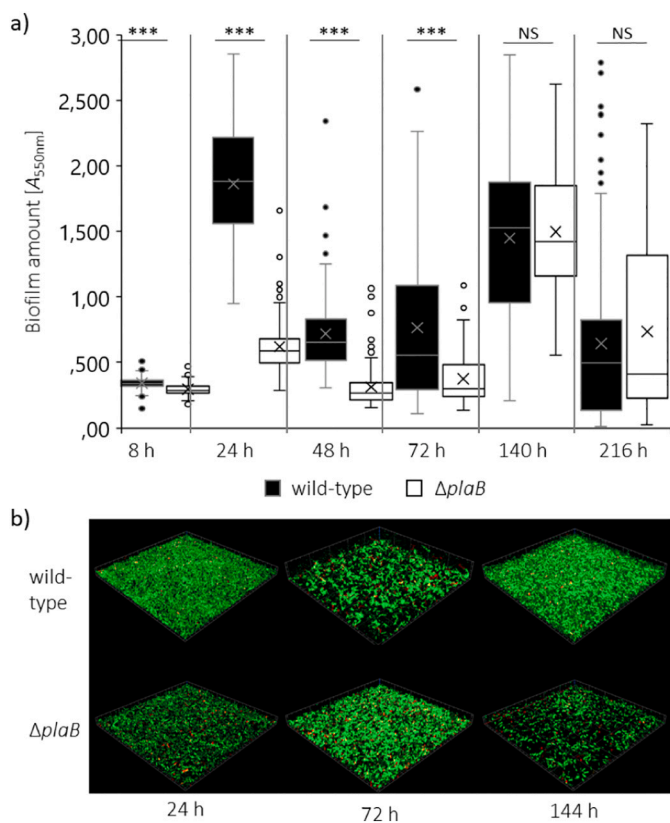 a)
*** *** *** *** NS NS
3,00
2,500
2,00
1,500
1,00
,500
,00
Biofilm amount [A550nm]
8 h 24 h 48 h 72 h 140 h 216 h
wild-type ΔplaB
b)
wild-
type
ΔplaB
24 h 72 h 144 h